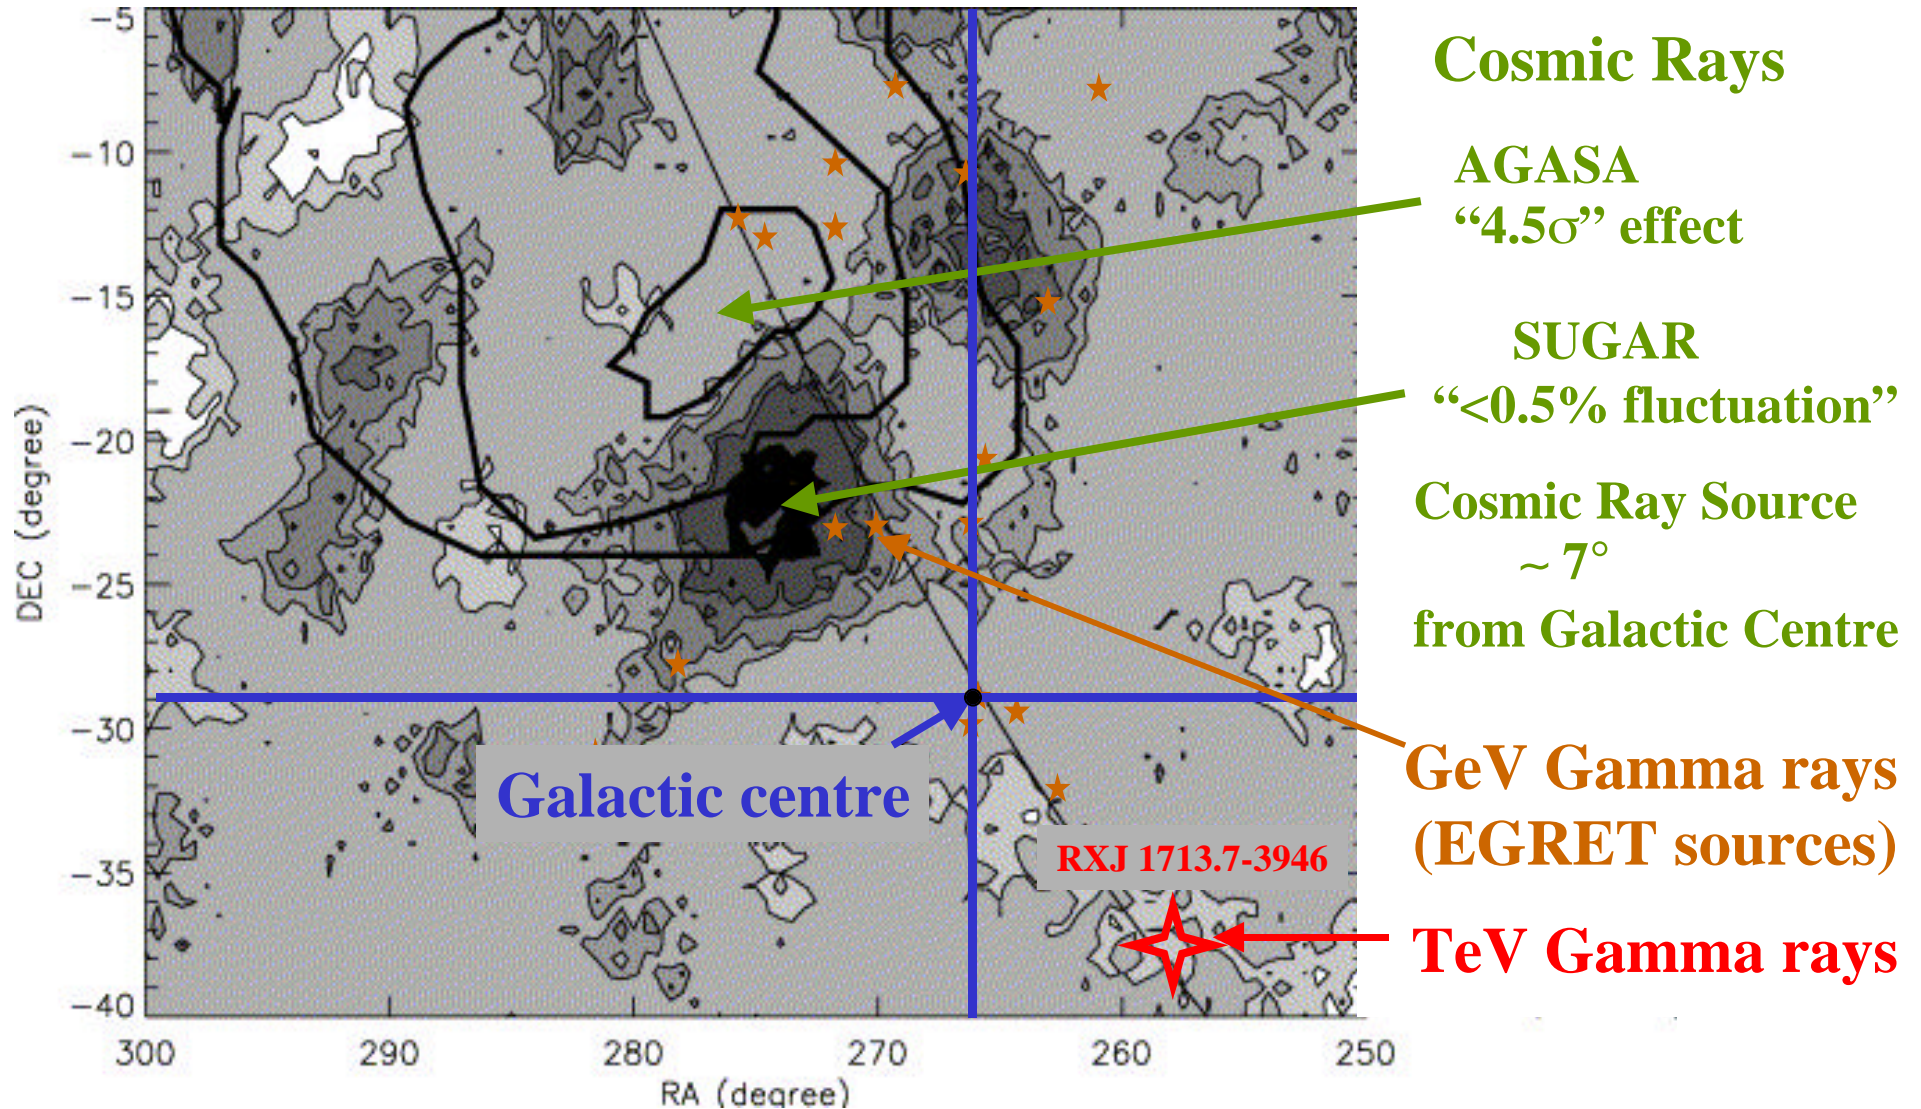 Cosmic Rays
AGASA
“4.5σ” effect
SUGAR
“<0.5% fluctuation”
Cosmic Ray Source
~ 7°
from Galactic Centre
GeV Gamma rays
(EGRET sources)
TeV Gamma rays
Galactic centre
RXJ 1713.7-3946
DEC (degree)
−5
−10
−15
−20
−25
−30
−35
−40
300 290 280 270 260 250
RA (degree)